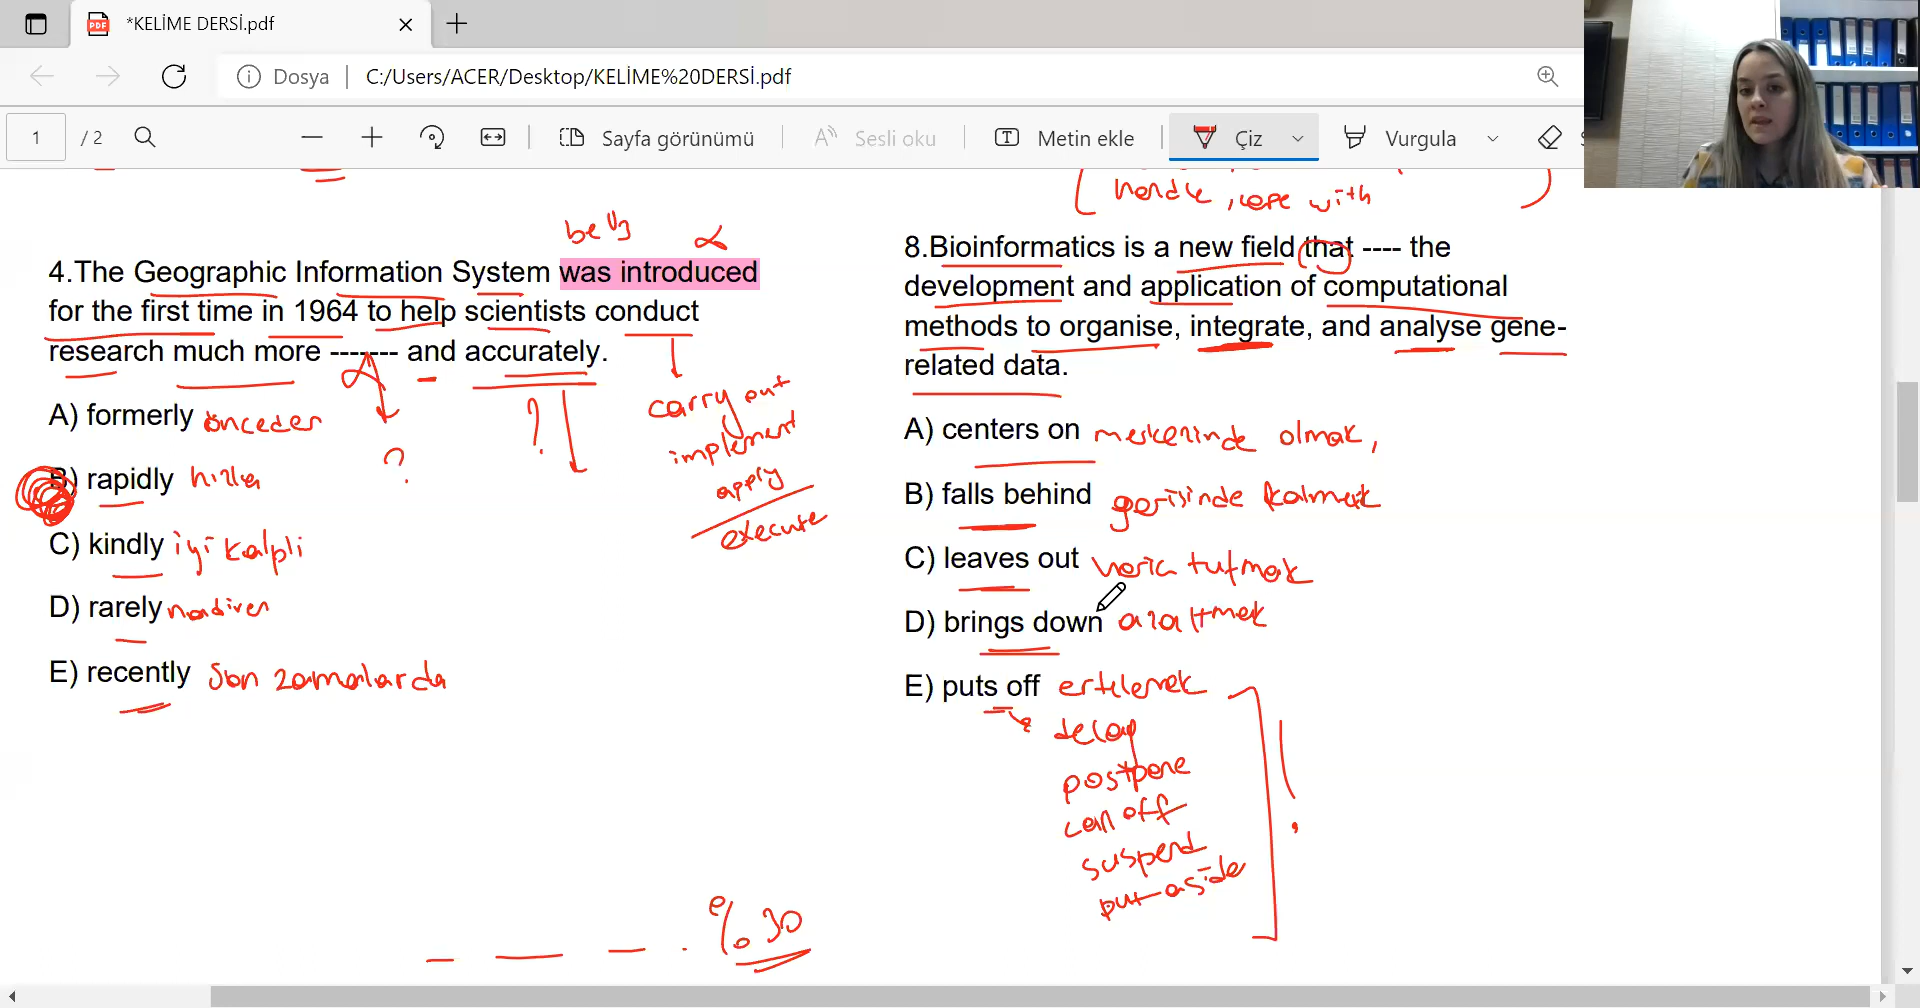 *KELİME DERSİ.pdf
Dosya
C:/Users/ACER/Desktop/KELİME%20DERSİ.pdf
1 / 2
Sayfa görünümü
Sesli oku
Metin ekle
Çiz
Vurgula
4.The Geographic Information System was introduced
for the first time in 1964 to help scientists conduct
research much more ------- and accurately.
carry out
implement
apply
execute
?
?
A) formerly önceden
B) rapidly hızla
C) kindly iyi kalpli
D) rarely nadiren
E) recently son zamalarda
%30
handle, cope with
8.Bioinformatics is a new field that ---- the
development and application of computational
methods to organise, integrate, and analyse gene-
related data.
A) centers on merkezinde olmak,
B) falls behind gerisinde kalmak
C) leaves out haric tutmak
D) brings down azaltmak
E) puts off ertelemek
delay
postpone
call off
suspend
put aside
!